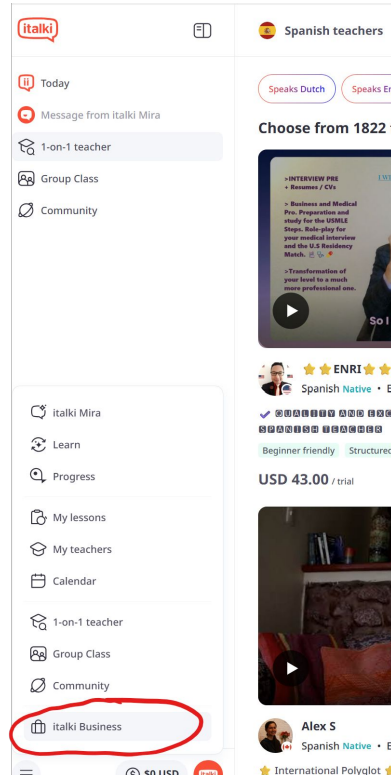 italki
Spanish teachers
Today
Message from italki Mira
1-on-1 teacher
Group Class
Community
Speaks Dutch
Speaks
Choose from 1822
>INTERVIEW PRE
+ Resumes / CVs
> Business and Medical
Pro. Preparation and
study for the USMLE
Steps. Role-play for
your medical interview
and the U.S Residency
Match.
>Transformation of
your level to a much
more professional one.
So I
⭐⭐ENRI⭐⭐
Spanish Native •
✔ QUALITY AND
SPANISH TEACHER
Beginner friendly
Structured
USD 43.00 / trial
italki Mira
Learn
Progress
My lessons
My teachers
Calendar
1-on-1 teacher
Group Class
Community
italki Business
$0 USD
italki
Alex S
Spanish Native •
⭐ International Polyglot ⭐